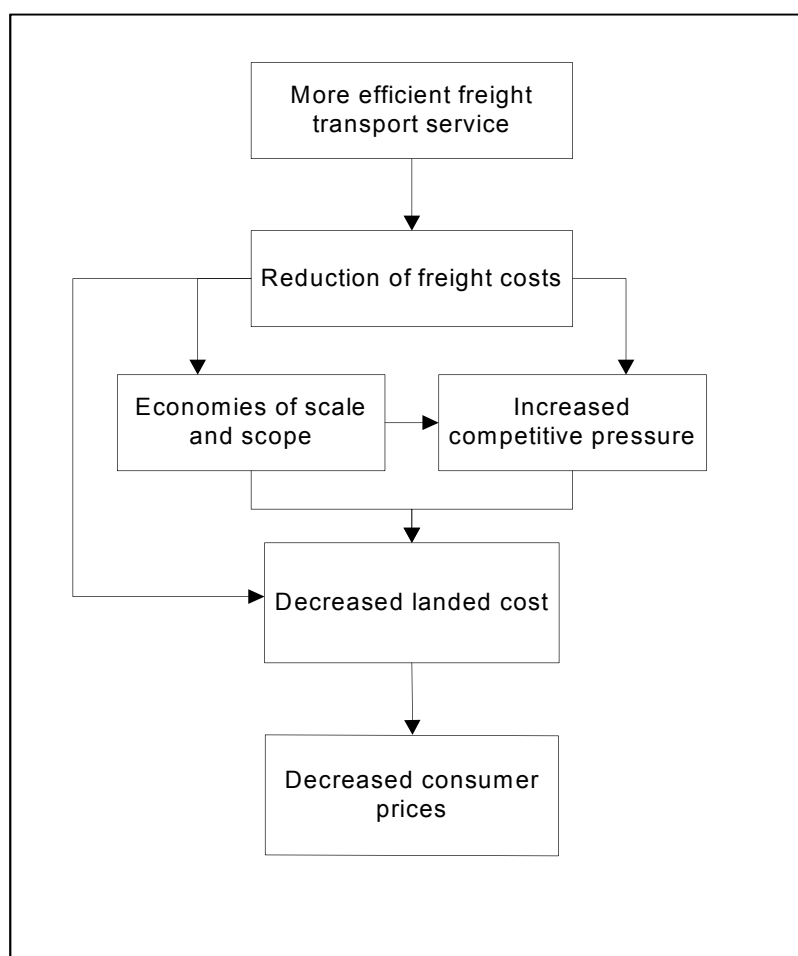 More efficient freight
transport service
Reduction of freight costs
Economies of scale
and scope
Increased
competitive pressure
Decreased landed cost
Decreased consumer
prices